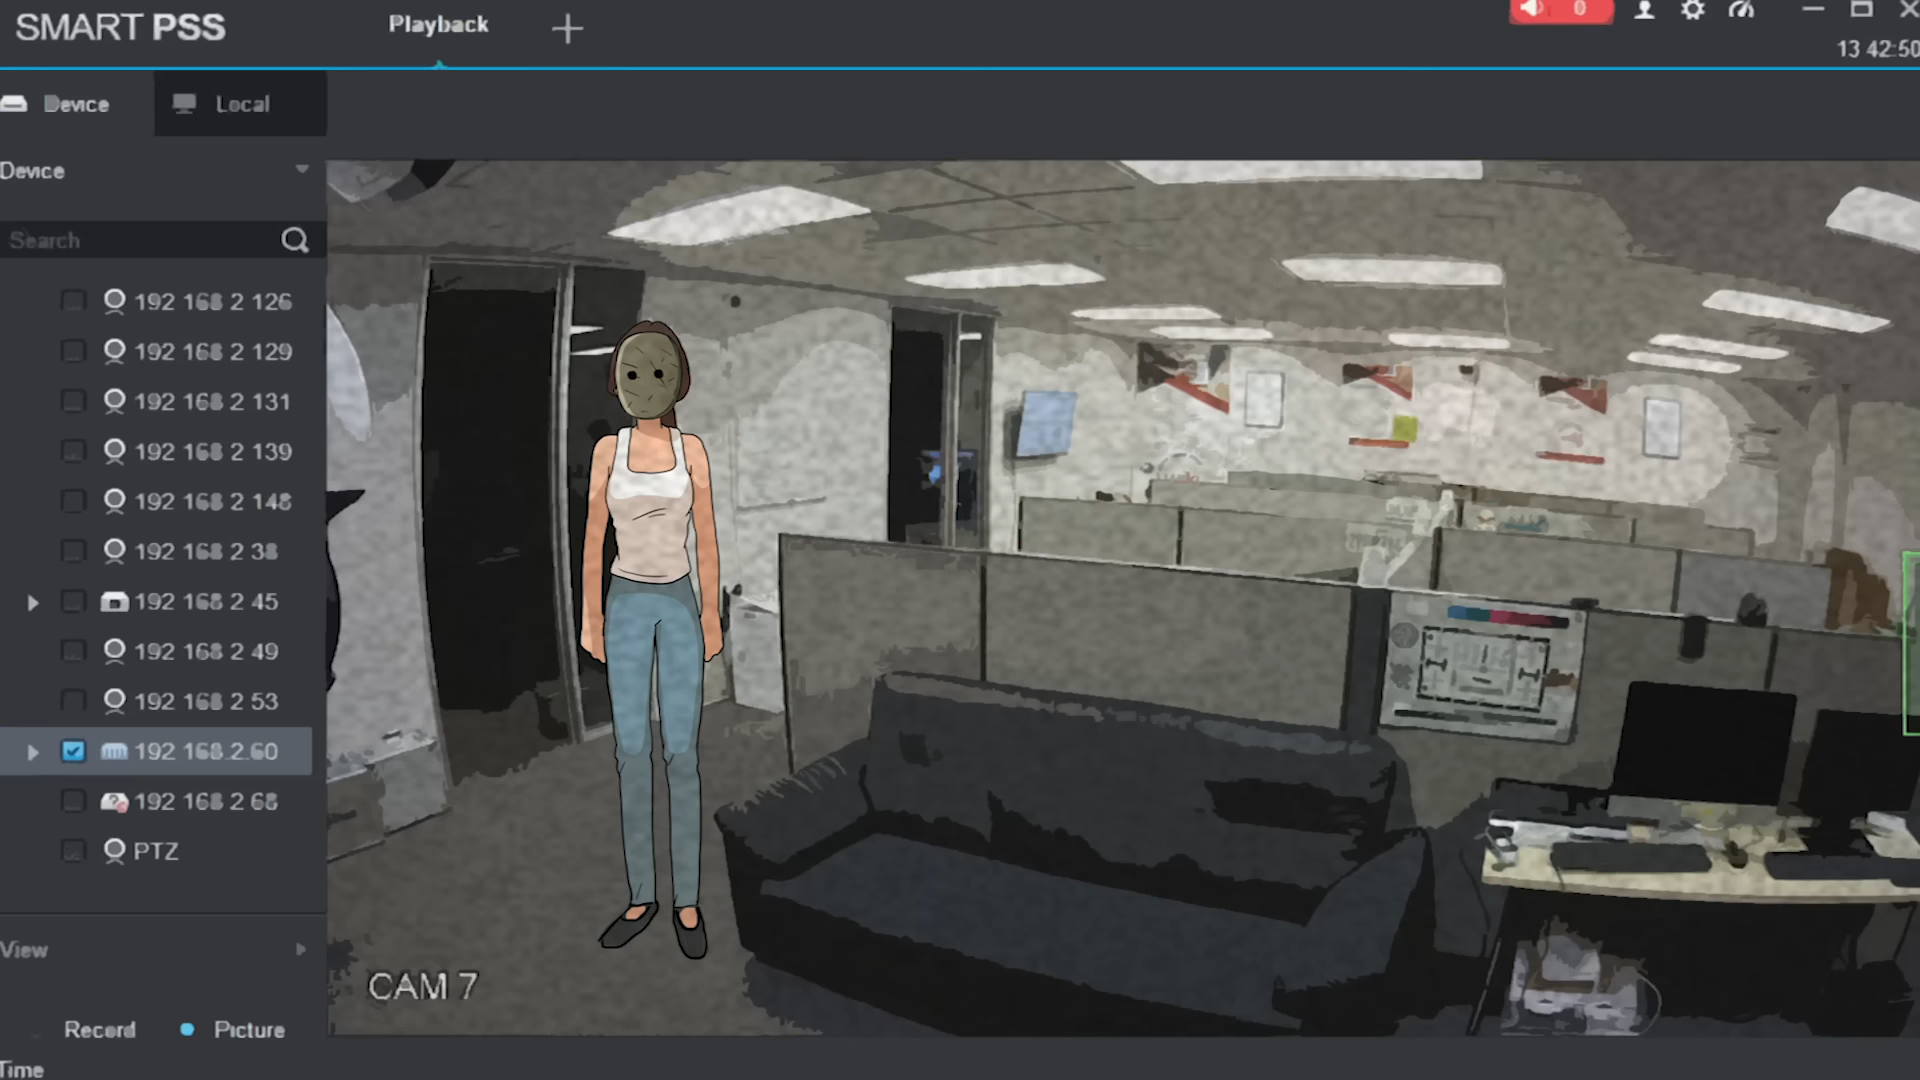 SMART PSS
Playback
0
13 42:50
Device
Local
Device
Search
192 168 2 126
192 168 2 129
192 168 2 131
192 168 2 139
192 168 2 148
192 168 2 38
192 168 2 45
192 168 2 49
192 168 2 53
192 168.2.60
192 168 2 68
PTZ
View
CAM 7
Record
Picture
Time